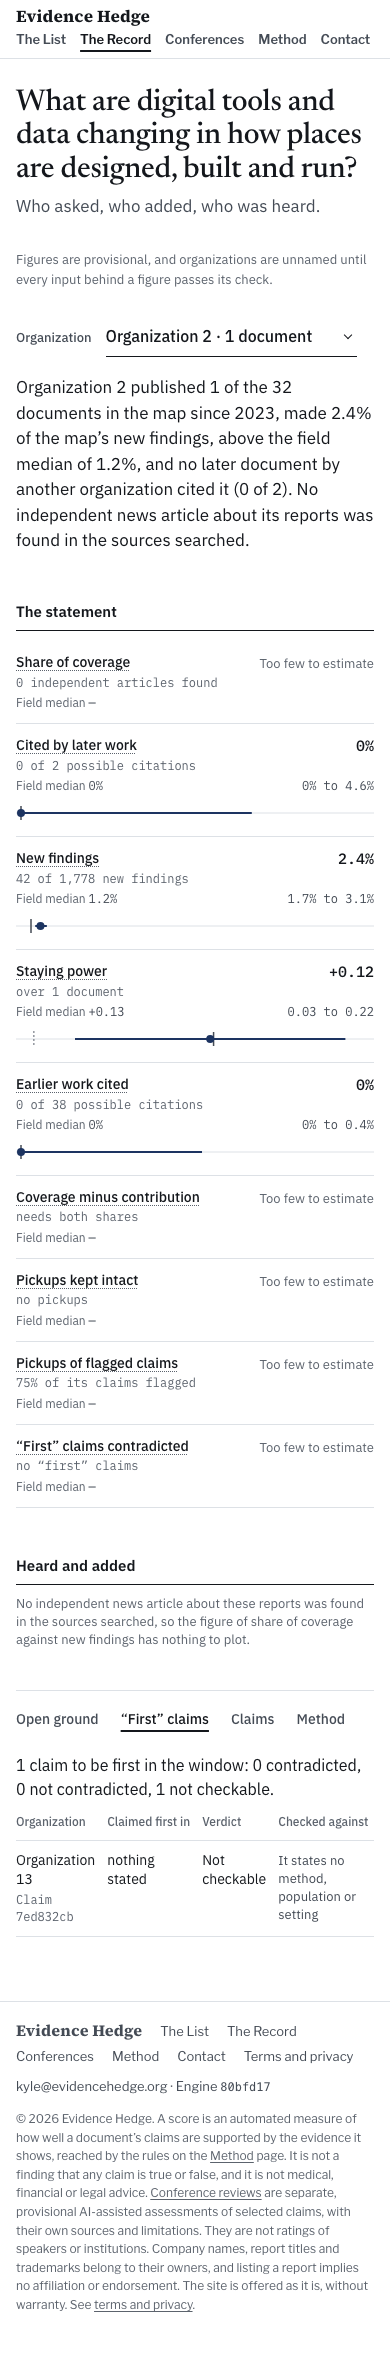 Evidence Hedge
The List The Record Conferences Method Contact
What are digital tools and
data changing in how places
are designed, built and run?
Who asked, who added, who was heard.
Figures are provisional, and organizations are unnamed until
every input behind a figure passes its check.
Organization Organization 2 · 1 document
Organization 2 published 1 of the 32
documents in the map since 2023, made 2.4%
of the map’s new findings, above the field
median of 1.2%, and no later document by
another organization cited it (0 of 2). No
independent news article about its reports was
found in the sources searched.
The statement
Share of coverage Too few to estimate
0 independent articles found
Field median —
Cited by later work 0%
0 of 2 possible citations
Field median 0% 0% to 4.6%
New findings 2.4%
42 of 1,778 new findings
Field median 1.2% 1.7% to 3.1%
Staying power +0.12
over 1 document
Field median +0.13 0.03 to 0.22
Earlier work cited 0%
0 of 38 possible citations
Field median 0% 0% to 0.4%
Coverage minus contribution Too few to estimate
needs both shares
Field median —
Pickups kept intact Too few to estimate
no pickups
Field median —
Pickups of flagged claims Too few to estimate
75% of its claims flagged
Field median —
“First” claims contradicted Too few to estimate
no “first” claims
Field median —
Heard and added
No independent news article about these reports was found
in the sources searched, so the figure of share of coverage
against new findings has nothing to plot.
Open ground “First” claims Claims Method
1 claim to be first in the window: 0 contradicted,
0 not contradicted, 1 not checkable.
Organization Claimed first in Verdict Checked against
Organization 13 Claim 7ed832cb nothing stated Not checkable It states no method, population or setting
Evidence Hedge The List The Record
Conferences Method Contact Terms and privacy
kyle@evidencehedge.org · Engine 80bfd17
© 2026 Evidence Hedge. A score is an automated measure of
how well a document’s claims are supported by the evidence it
shows, reached by the rules on the Method page. It is not a
finding that any claim is true or false, and it is not medical,
financial or legal advice. Conference reviews are separate,
provisional AI-assisted assessments of selected claims, with
their own sources and limitations. They are not ratings of
speakers or institutions. Company names, report titles and
trademarks belong to their owners, and listing a report implies
no affiliation or endorsement. The site is offered as it is, without
warranty. See terms and privacy.